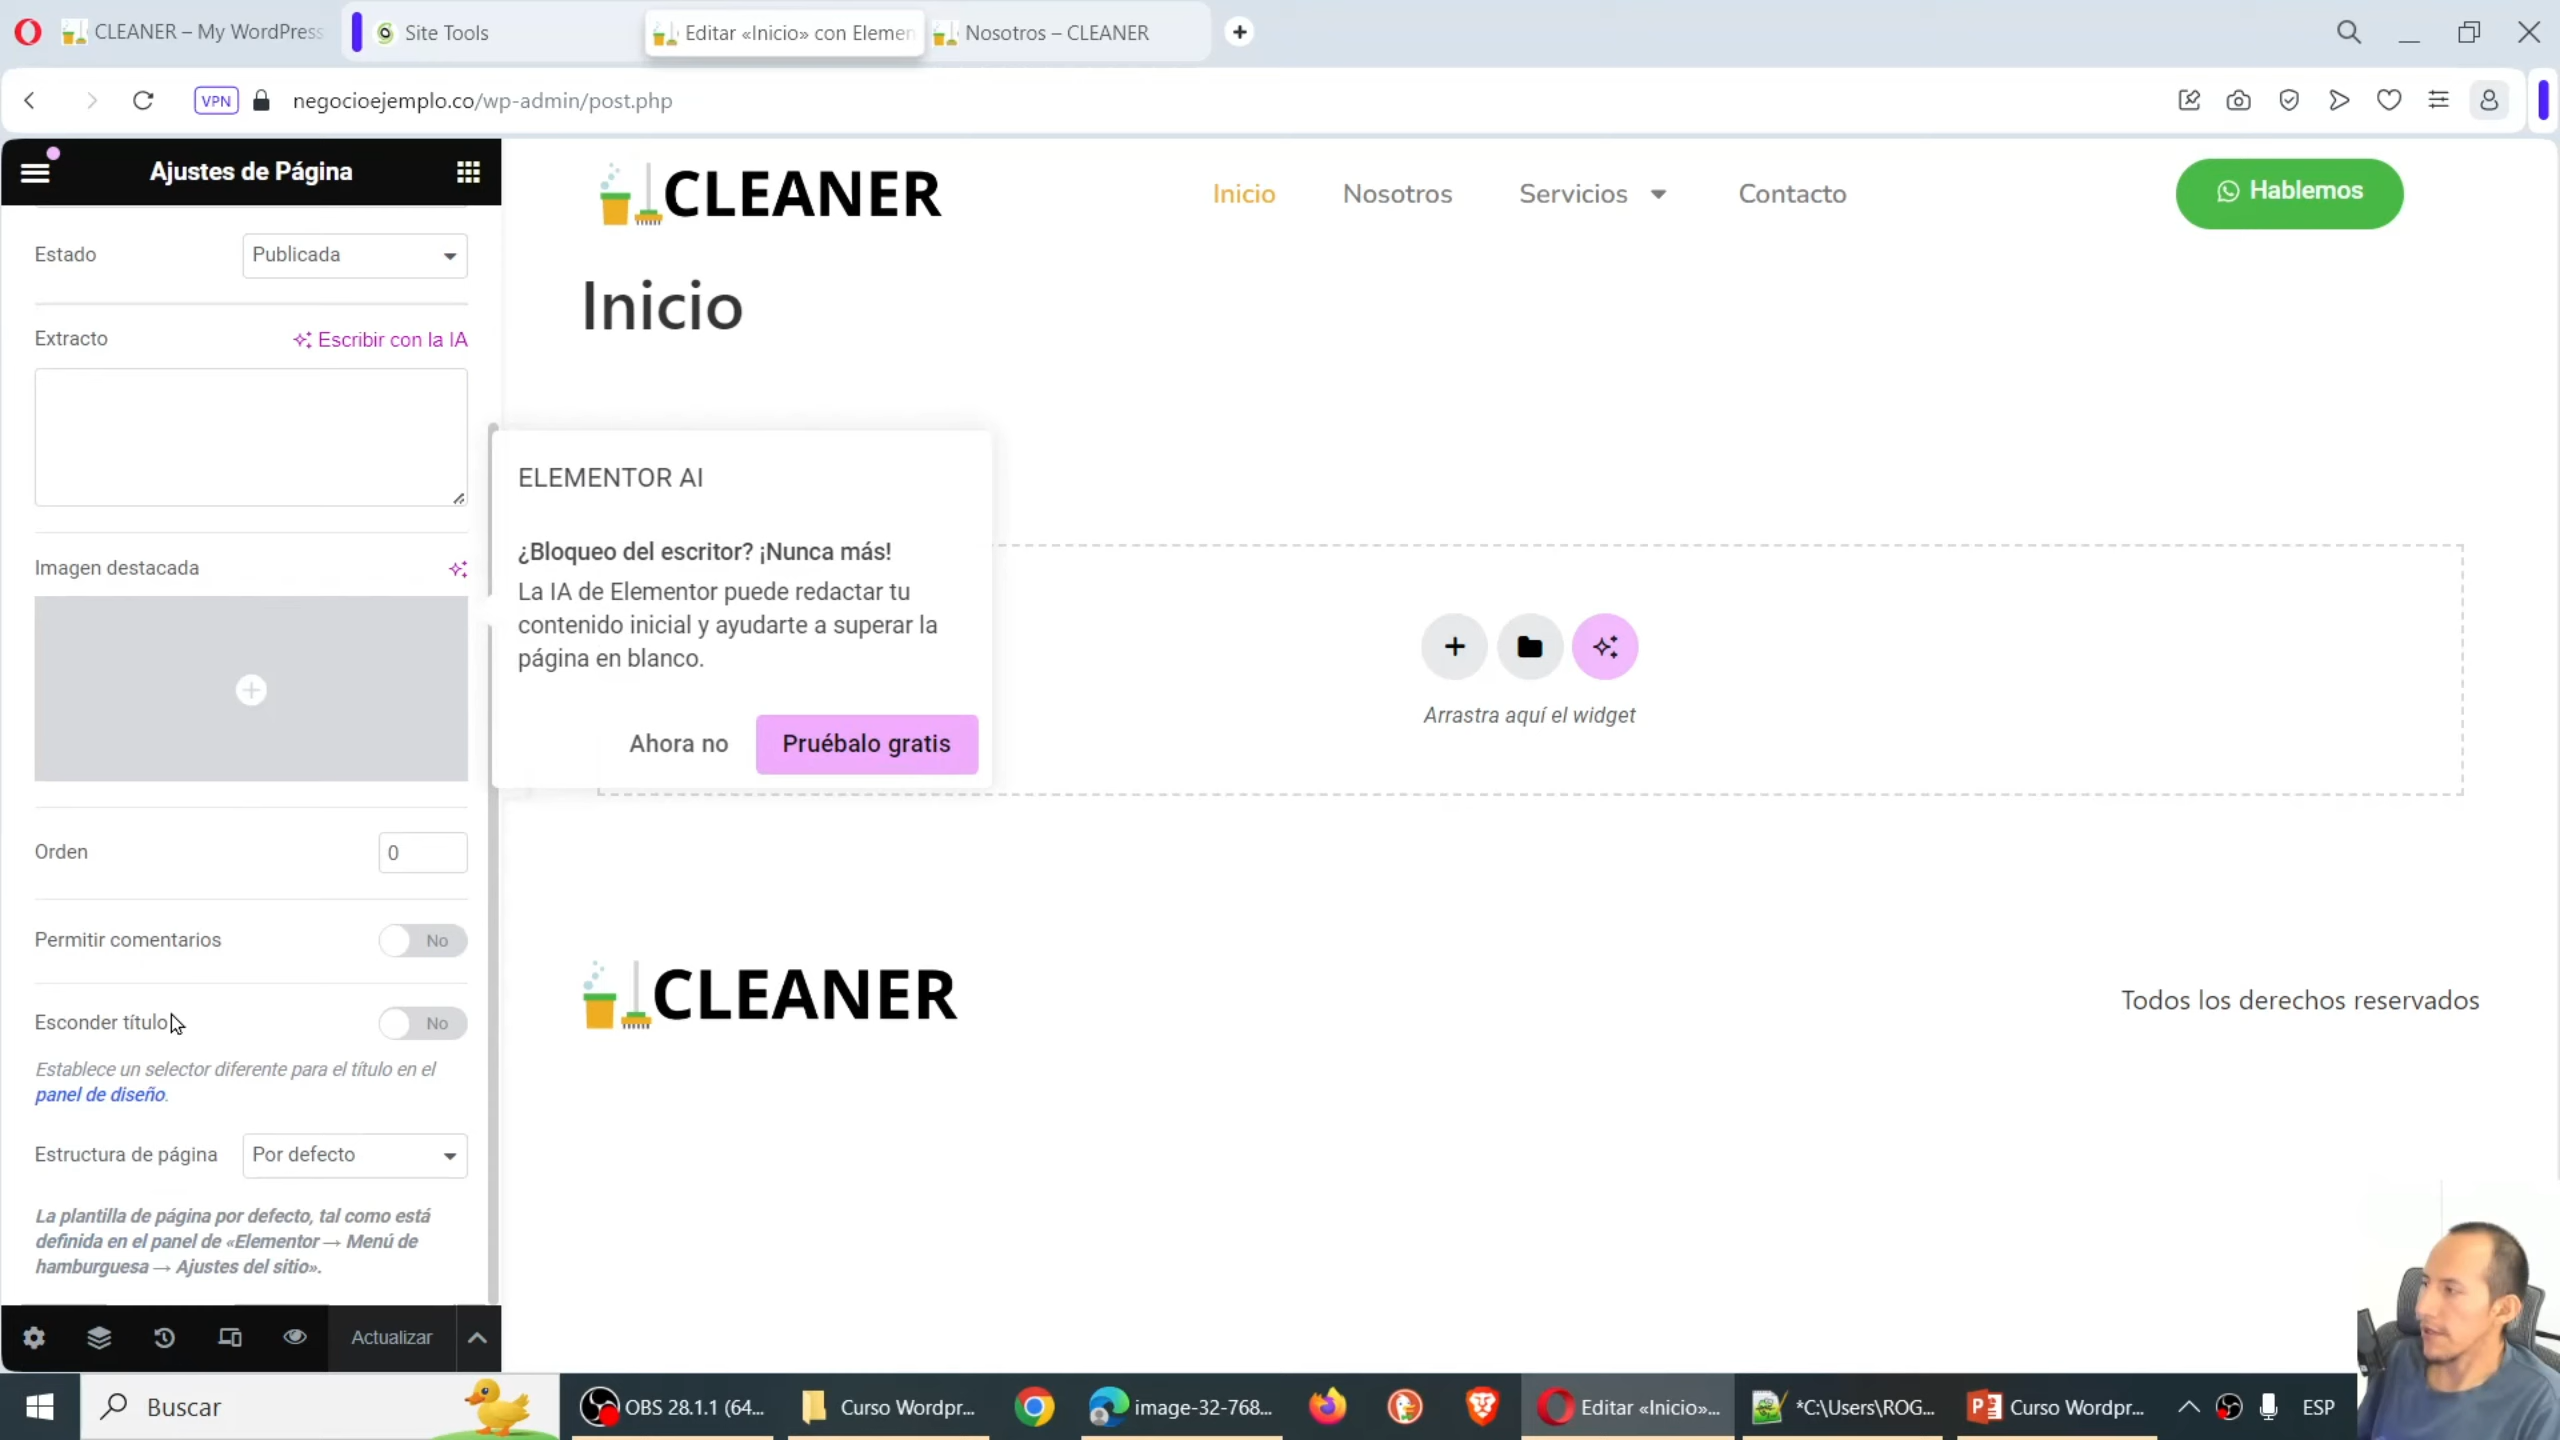 CLEANER – My WordPress
Site Tools
Editar «Inicio» con Elemen
Nosotros – CLEANER
VPN
negocioejemplo.co/wp-admin/post.php
Ajustes de Página
CLEANER
Inicio
Nosotros
Servicios
Contacto
Hablemos
Estado
Publicada
Inicio
Extracto
Escribir con la IA
ELEMENTOR AI
¿Bloqueo del escritor? ¡Nunca más!
La IA de Elementor puede redactar tu
contenido inicial y ayudarte a superar la
página en blanco.
Ahora no
Pruébalo gratis
Imagen destacada
Arrastra aquí el widget
Orden
0
Permitir comentarios
No
Esconder título
No
Establece un selector diferente para el título en el
panel de diseño.
Estructura de página
Por defecto
La plantilla de página por defecto, tal como está
definida en el panel de «Elementor → Menú de
hamburguesa → Ajustes del sitio».
CLEANER
Todos los derechos reservados
Actualizar
Buscar
OBS 28.1.1 (64...
Curso Wordpr...
image-32-768...
Editar «Inicio»...
*C:\Users\ROG...
Curso Wordpr...
ESP